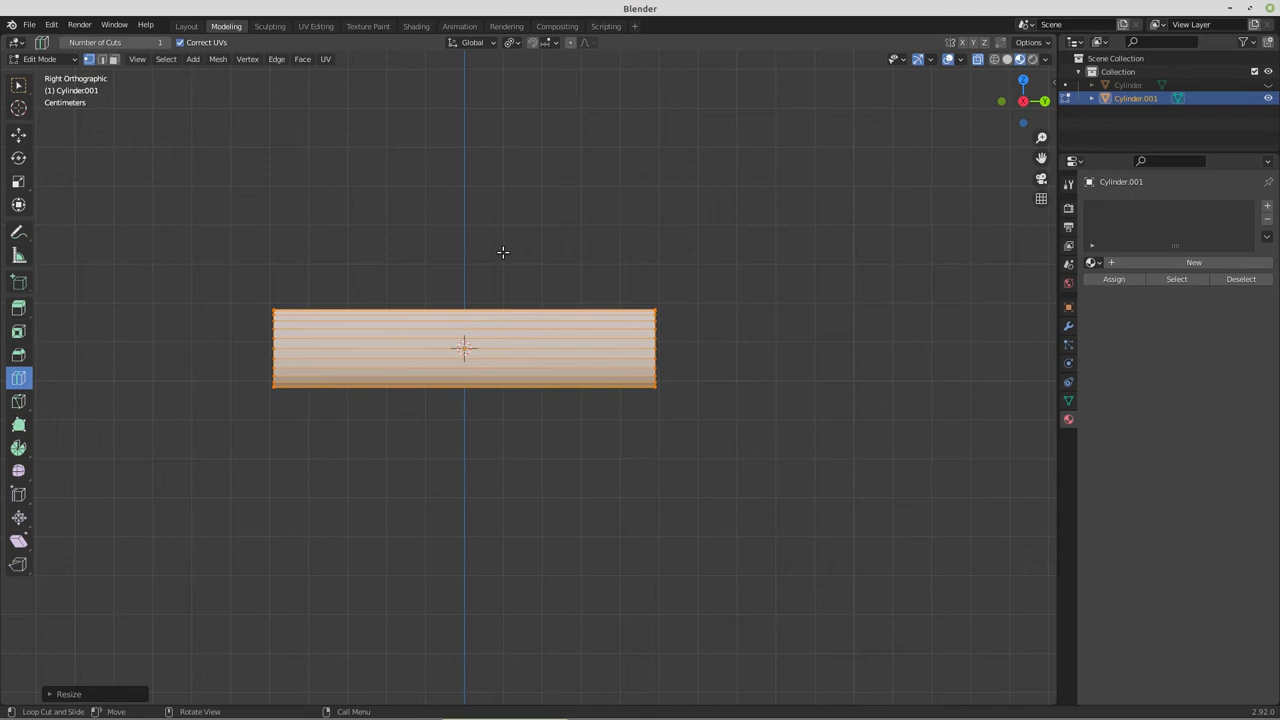 Blender
File Edit Render Window Help Layout Modeling Sculpting UV Editing Texture Paint Shading Animation Rendering Compositing Scripting + Scene View Layer
Number of Cuts 1 Correct UVs Global X Y Z Options
Edit Mode View Select Add Mesh Vertex Edge Face UV
Right Orthographic
(1) Cylinder001
Centimeters
Z
X Y
Scene Collection
Collection
Cylinder
Cylinder.001
Cylinder.001
New
Assign Select Deselect
Resize
Loop Cut and Slide Move Rotate View Call Menu 2.92.0